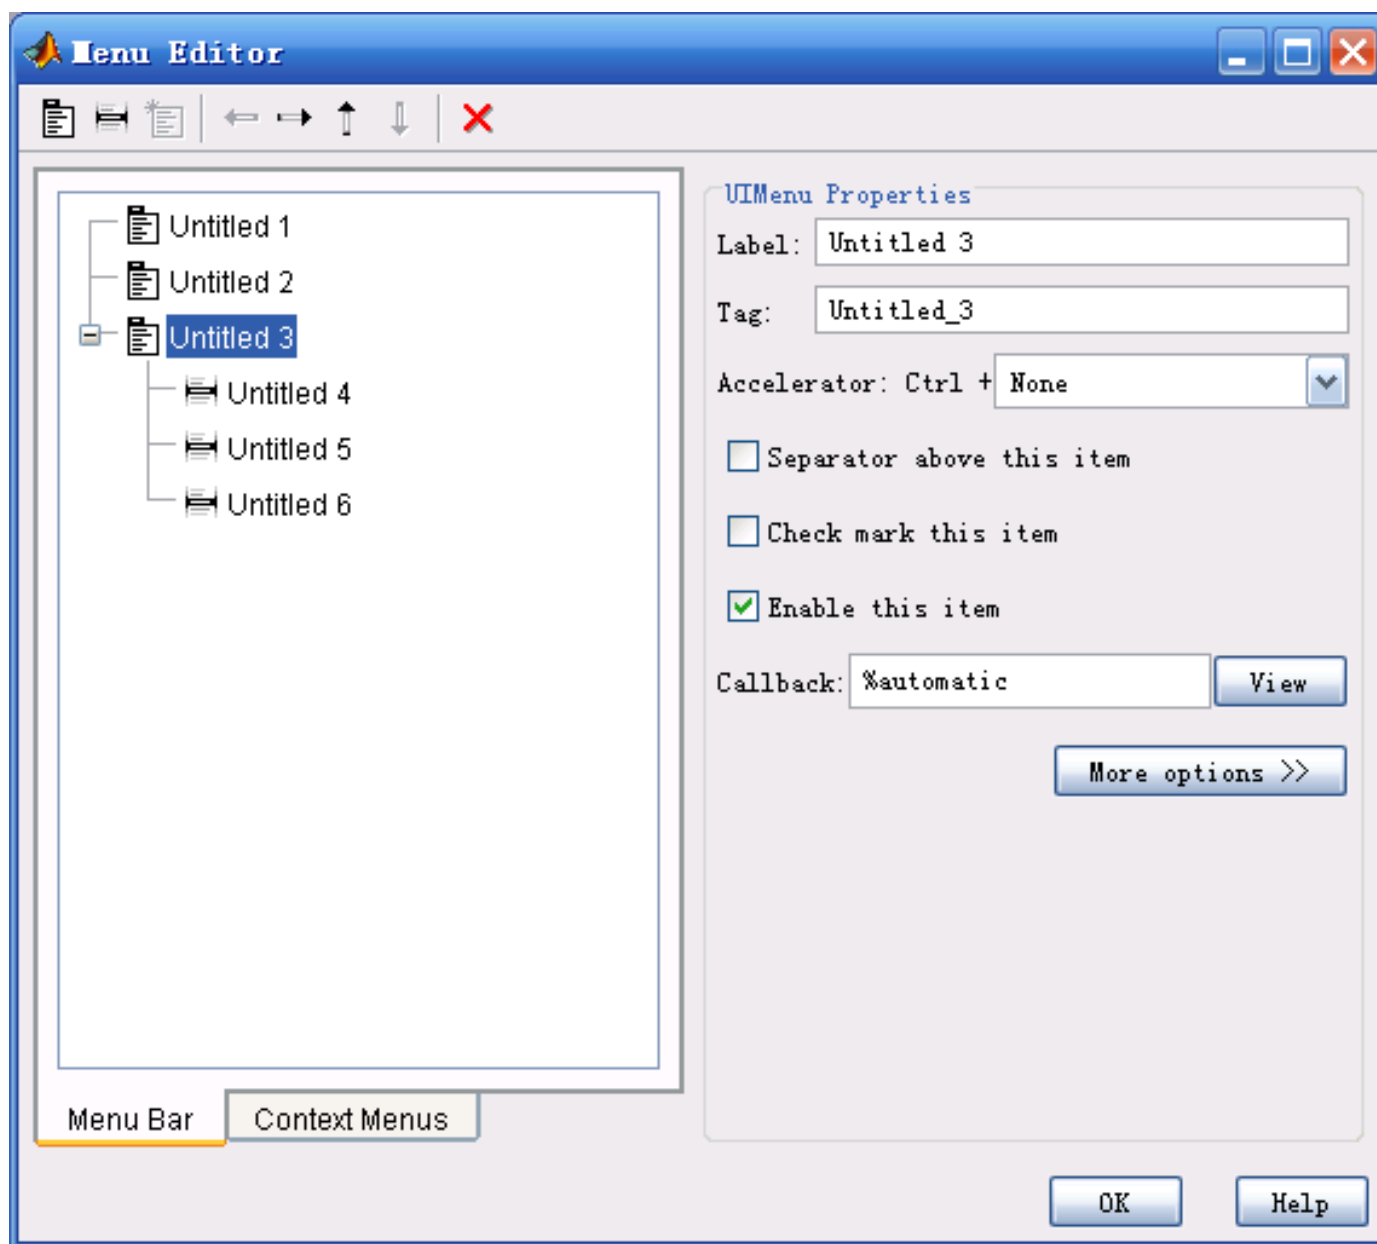 Menu Editor
Untitled 1
Untitled 2
Untitled 3
Untitled 4
Untitled 5
Untitled 6
Menu Bar
Context Menus
UIMenu Properties
Label: Untitled 3
Tag: Untitled_3
Accelerator: Ctrl + None
Separator above this item
Check mark this item
Enable this item
Callback: %automatic View
More options >>
OK Help